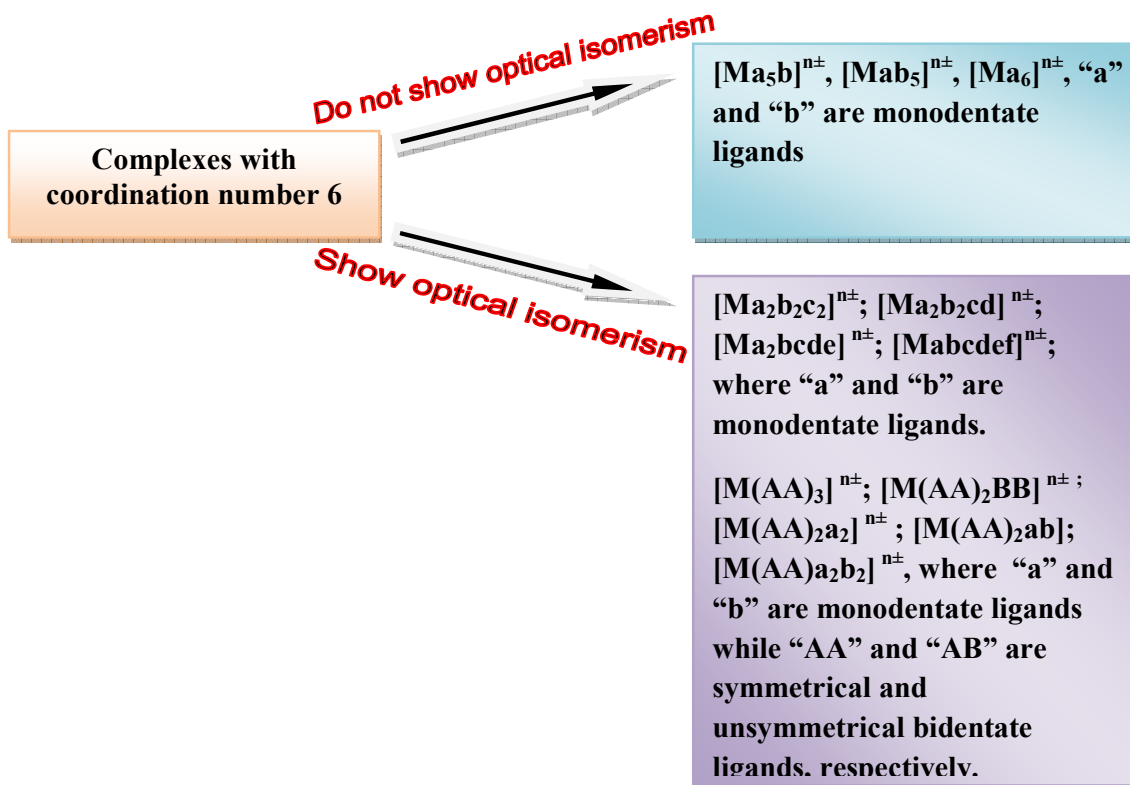 Complexes with
coordination number 6
Do not show optical isomerism
[Ma₅b]ⁿ±, [Mab₅]ⁿ±, [Ma₆]ⁿ±, “a”
and “b” are monodentate
ligands
Show optical isomerism
[Ma₂b₂c₂]ⁿ±; [Ma₂b₂cd] ⁿ±;
[Ma₂bcde] ⁿ±; [Mabcdef]ⁿ±;
where “a” and “b” are
monodentate ligands.
[M(AA)₃] ⁿ±; [M(AA)₂BB] ⁿ± ;
[M(AA)₂a₂] ⁿ± ; [M(AA)₂ab];
[M(AA)a₂b₂] ⁿ±, where “a” and
“b” are monodentate ligands
while “AA” and “AB” are
symmetrical and
unsymmetrical bidentate
ligands, respectively.